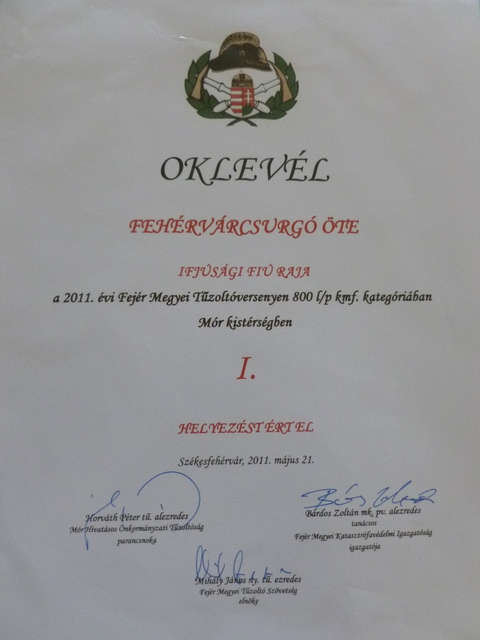 OKLEVÉL
FEHÉRVÁRCSURGÓ ÖTE
IFJÚSÁGI FIÚ RAJA
a 2011. évi Fejér Megyei Tűzoltóversenyen 800 l/p kmf. kategóriában
Mór kistérségben
I.
HELYEZÉST ÉRT EL
Székesfehérvár, 2011. május 21.
Horváth Péter tű. alezredes
Mór Hivatásos Önkormányzati Tűzoltóság
parancsnoka
Bárdos Zoltán mk. pv. alezredes
tanácsos
Fejér Megyei Katasztrófavédelmi Igazgatóság
igazgatója
Mihály János ny. tű. ezredes
Fejér Megyei Tűzoltó Szövetség
elnöke